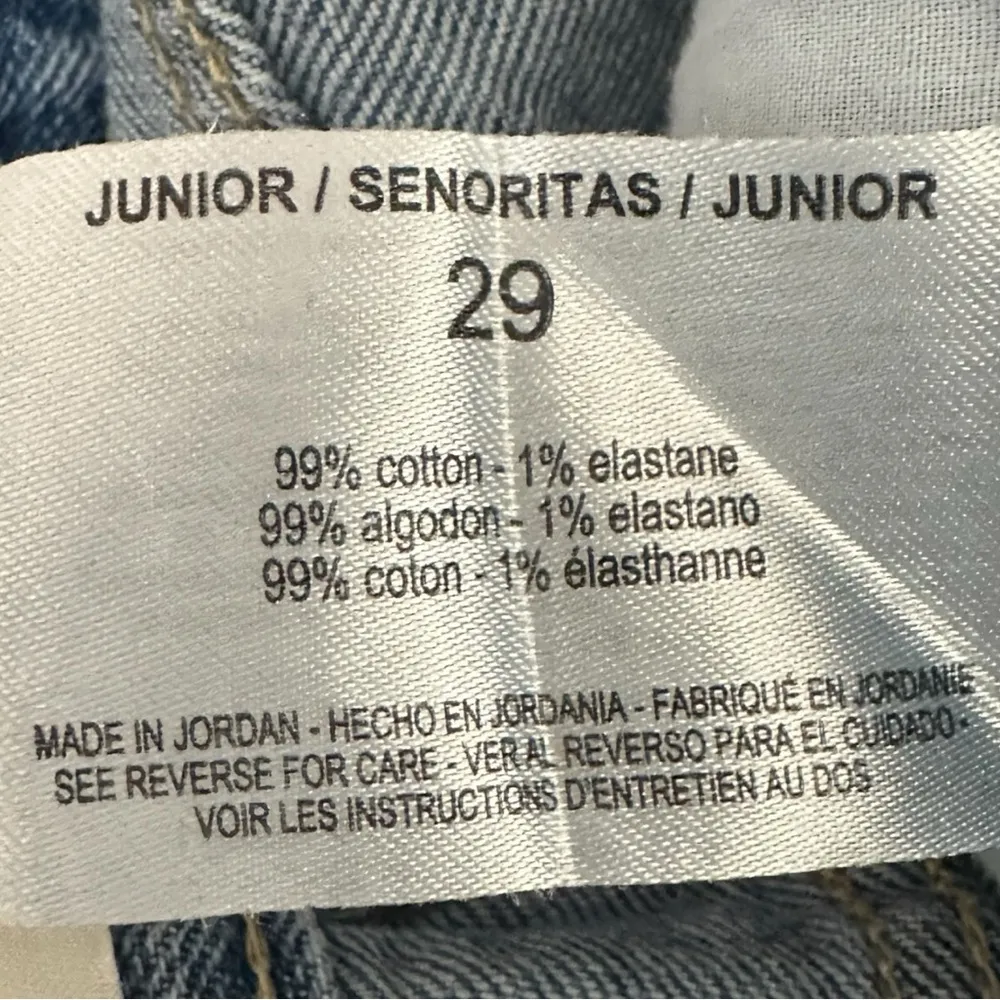 JUNIOR / SENORITAS / JUNIOR
29
99% cotton - 1% elastane
99% algodon - 1% elastano
99% coton - 1% élasthanne
MADE IN JORDAN - HECHO EN JORDANIA - FABRIQUÉ EN JORDANIE
SEE REVERSE FOR CARE - VER AL REVERSO PARA EL CUIDADO -
VOIR LES INSTRUCTIONS D'ENTRETIEN AU DOS